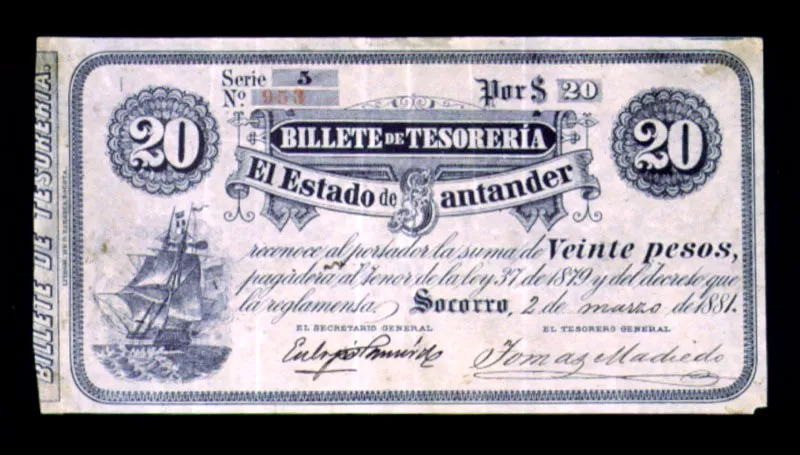 BILLETE DE TESORERÍA.
Serie 5
Nº 953
Por $ 20
20
20
BILLETE DE TESORERÍA
El Estado de Santander
reconoce al portador la suma de Veinte pesos,
pagadera al tenor de la ley 37 de 1879 y del decreto que
la reglamenta. Socorro, 2 de marzo de 1881.
EL SECRETARIO GENERAL
EL TESORERO GENERAL
Tomas Madiedo